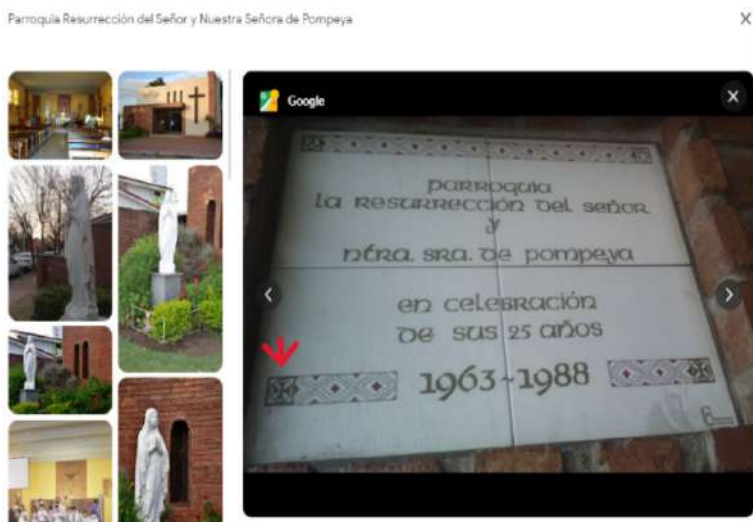 Parroquia Resurrección del Señor y Nuestra Señora de Pompeya
X
Google
X
parroquia
la resurrección del señor
y
ntra. sra. de pompeya
en celebración
de sus 25 años
1963~1988